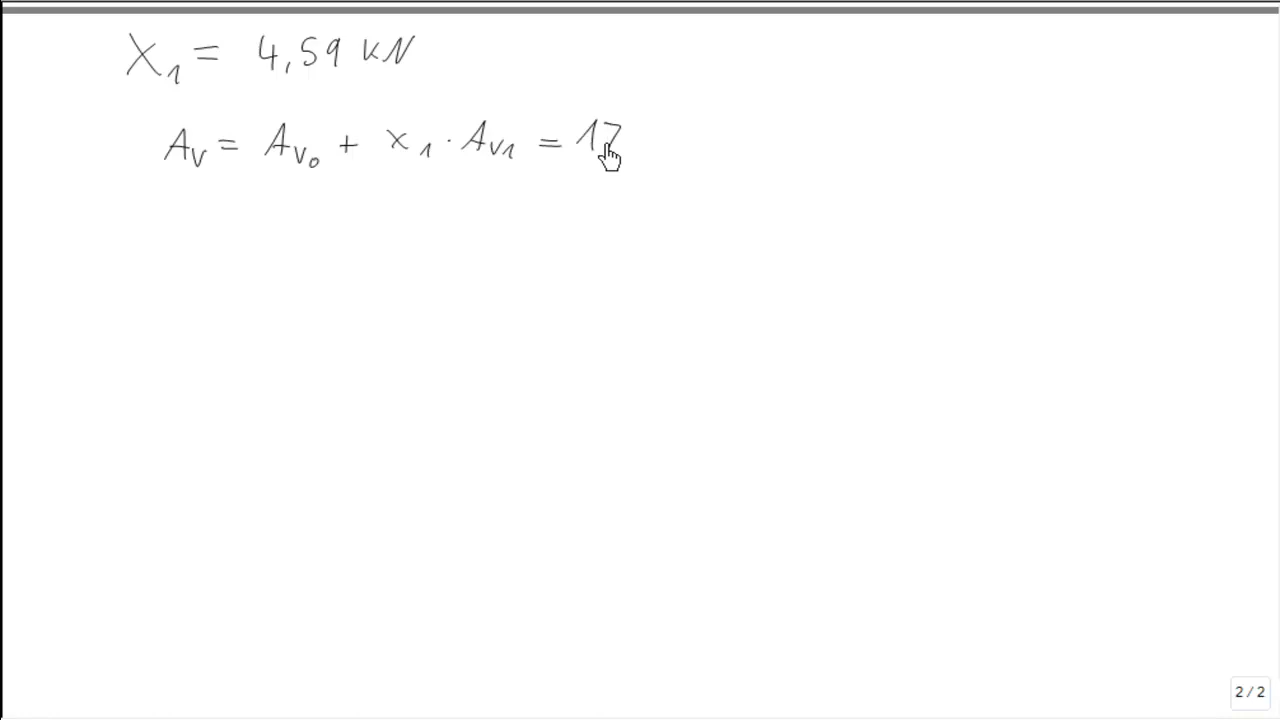 X₁ = 4,59 kN
A_V = A_V₀ + x₁ · A_V₁ = 17
2 / 2